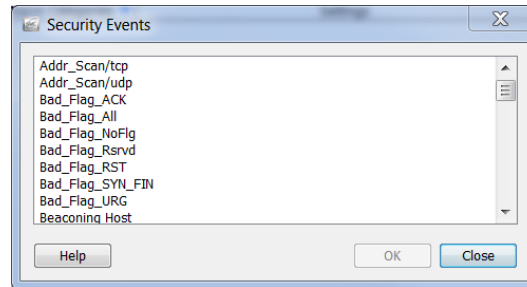 Security Events
Addr_Scan/tcp
Addr_Scan/udp
Bad_Flag_ACK
Bad_Flag_All
Bad_Flag_NoFlg
Bad_Flag_Rsrvd
Bad_Flag_RST
Bad_Flag_SYN_FIN
Bad_Flag_URG
Beaconing Host
Help OK Close